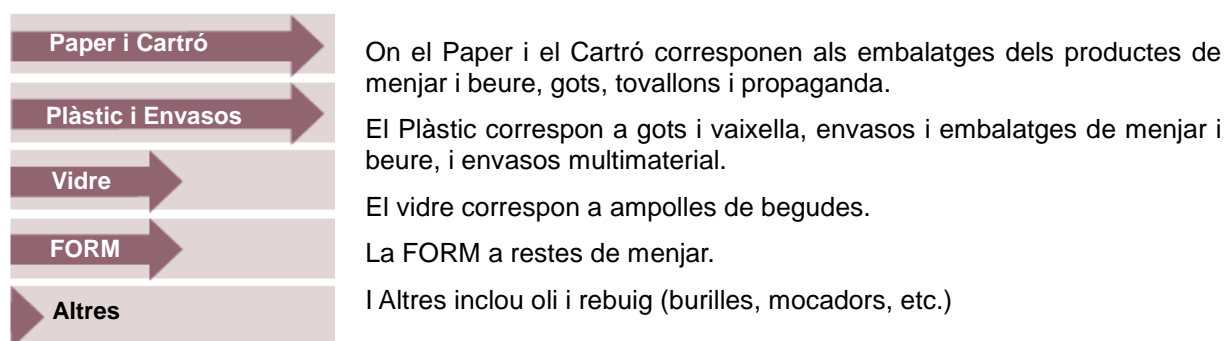 Paper i Cartró
Plàstic i Envasos
Vidre
FORM
Altres
On el Paper i el Cartró corresponen als embalatges dels productes de
menjar i beure, gots, tovallons i propaganda.
El Plàstic correspon a gots i vaixella, envasos i embalatges de menjar i
beure, i envasos multimaterial.
El vidre correspon a ampolles de begudes.
La FORM a restes de menjar.
I Altres inclou oli i rebuig (burilles, mocadors, etc.)